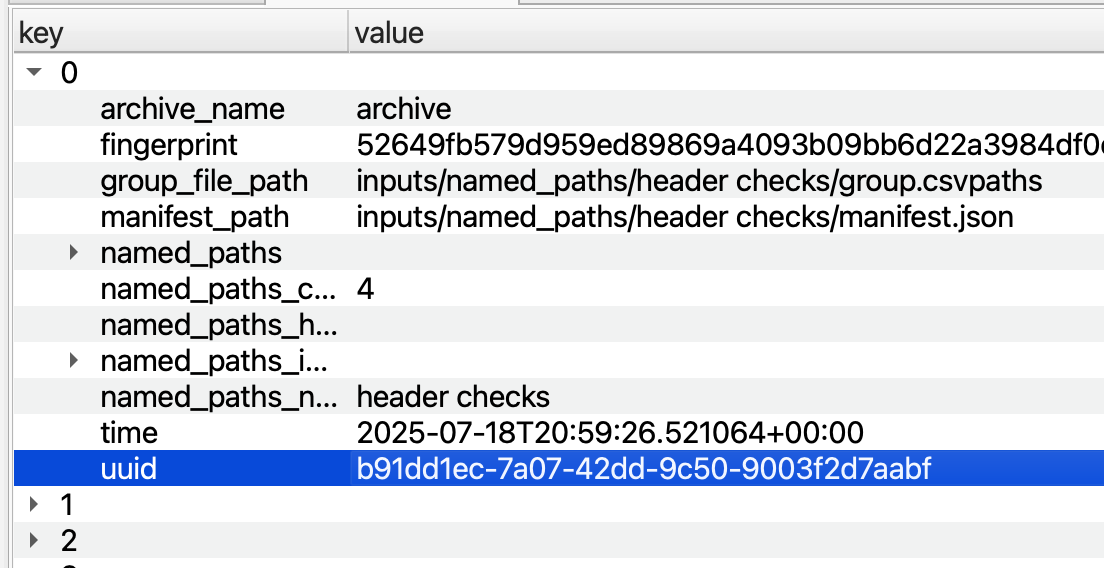 key value
0
archive_name archive
fingerprint 52649fb579d959ed89869a4093b09bb6d22a3984df0
group_file_path inputs/named_paths/header checks/group.csvpaths
manifest_path inputs/named_paths/header checks/manifest.json
named_paths
named_paths_c... 4
named_paths_h...
named_paths_i...
named_paths_n... header checks
time 2025-07-18T20:59:26.521064+00:00
uuid b91dd1ec-7a07-42dd-9c50-9003f2d7aabf
1
2